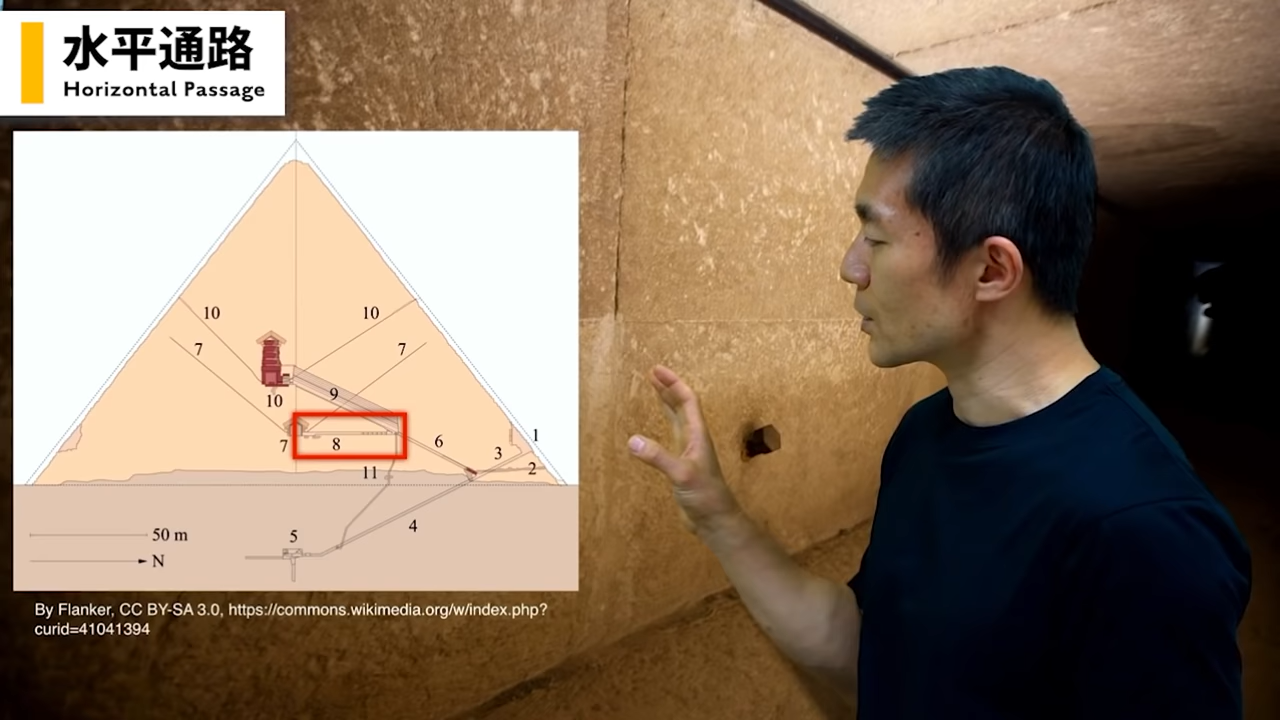 水平通路
Horizontal Passage
10
10
7
7
9
10
1
6
7
8
3
2
11
4
50 m
5
N
By Flanker, CC BY-SA 3.0, https://commons.wikimedia.org/w/index.php?
curid=41041394